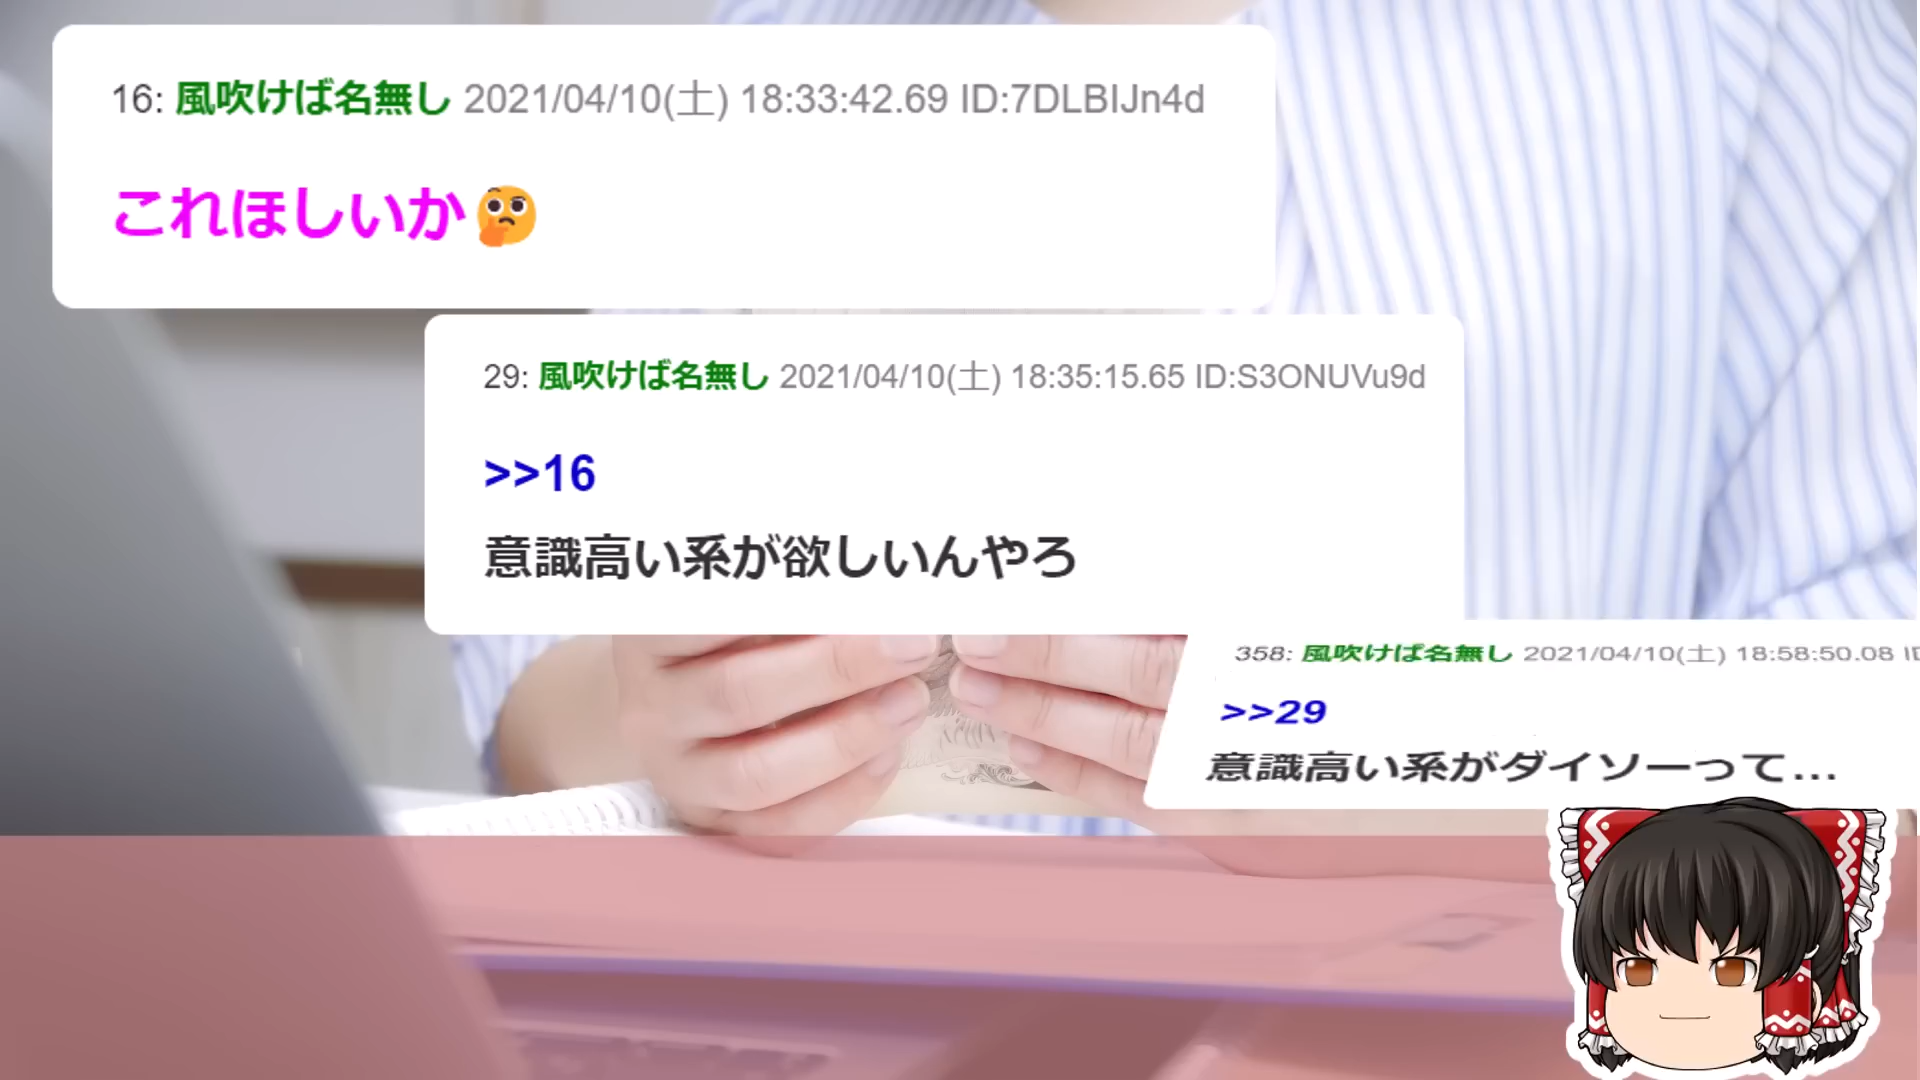 16: 風吹けば名無し 2021/04/10(土) 18:33:42.69 ID:7DLBIJn4d
これほしいか🤔
29: 風吹けば名無し 2021/04/10(土) 18:35:15.65 ID:S3ONUVu9d
>>16
意識高い系が欲しいんやろ
358: 風吹けば名無し 2021/04/10(土) 18:58:50.08 ID
>>29
意識高い系がダイソーって…